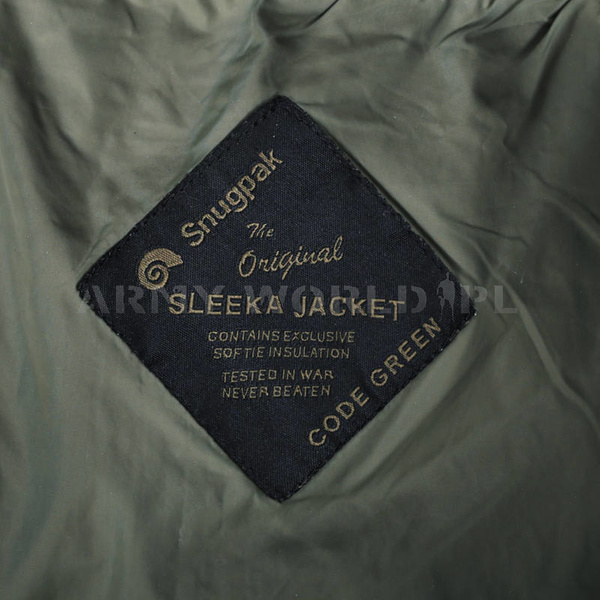 Snugpak
The
Original
SLEEKA JACKET
CONTAINS EXCLUSIVE
SOFTIE INSULATION
TESTED IN WAR
NEVER BEATEN
CODE GREEN
ARMY-WORLD PL